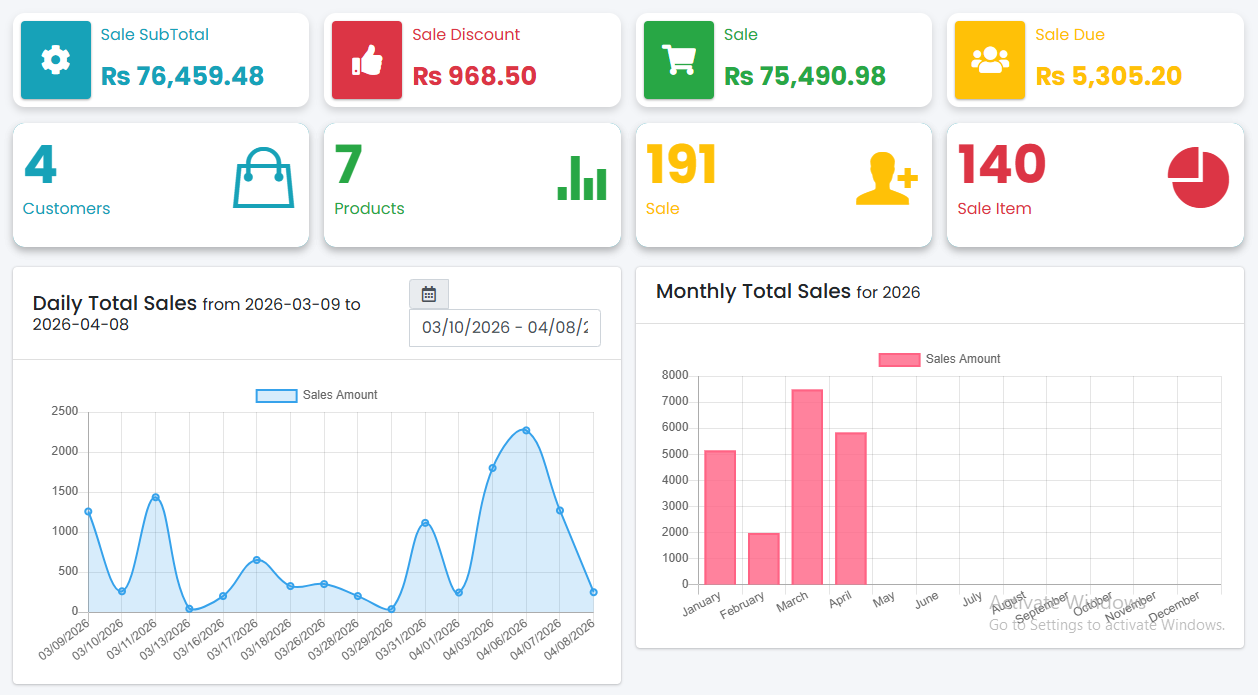 Sale SubTotal
Rs 76,459.48
Sale Discount
Rs 968.50
Sale
Rs 75,490.98
Sale Due
Rs 5,305.20
4
Customers
7
Products
191
Sale
140
Sale Item
Daily Total Sales from 2026-03-09 to
2026-04-08
03/10/2026 - 04/08/2
Sales Amount
2500
2000
1500
1000
500
0
03/09/2026
03/10/2026
03/11/2026
03/13/2026
03/16/2026
03/17/2026
03/18/2026
03/26/2026
03/28/2026
03/29/2026
03/31/2026
04/01/2026
04/03/2026
04/06/2026
04/07/2026
04/08/2026
Monthly Total Sales for 2026
Sales Amount
8000
7000
6000
5000
4000
3000
2000
1000
0
January
February
March
April
May
June
July
August
September
October
November
December
Activate Windows
Go to Settings to activate Windows.